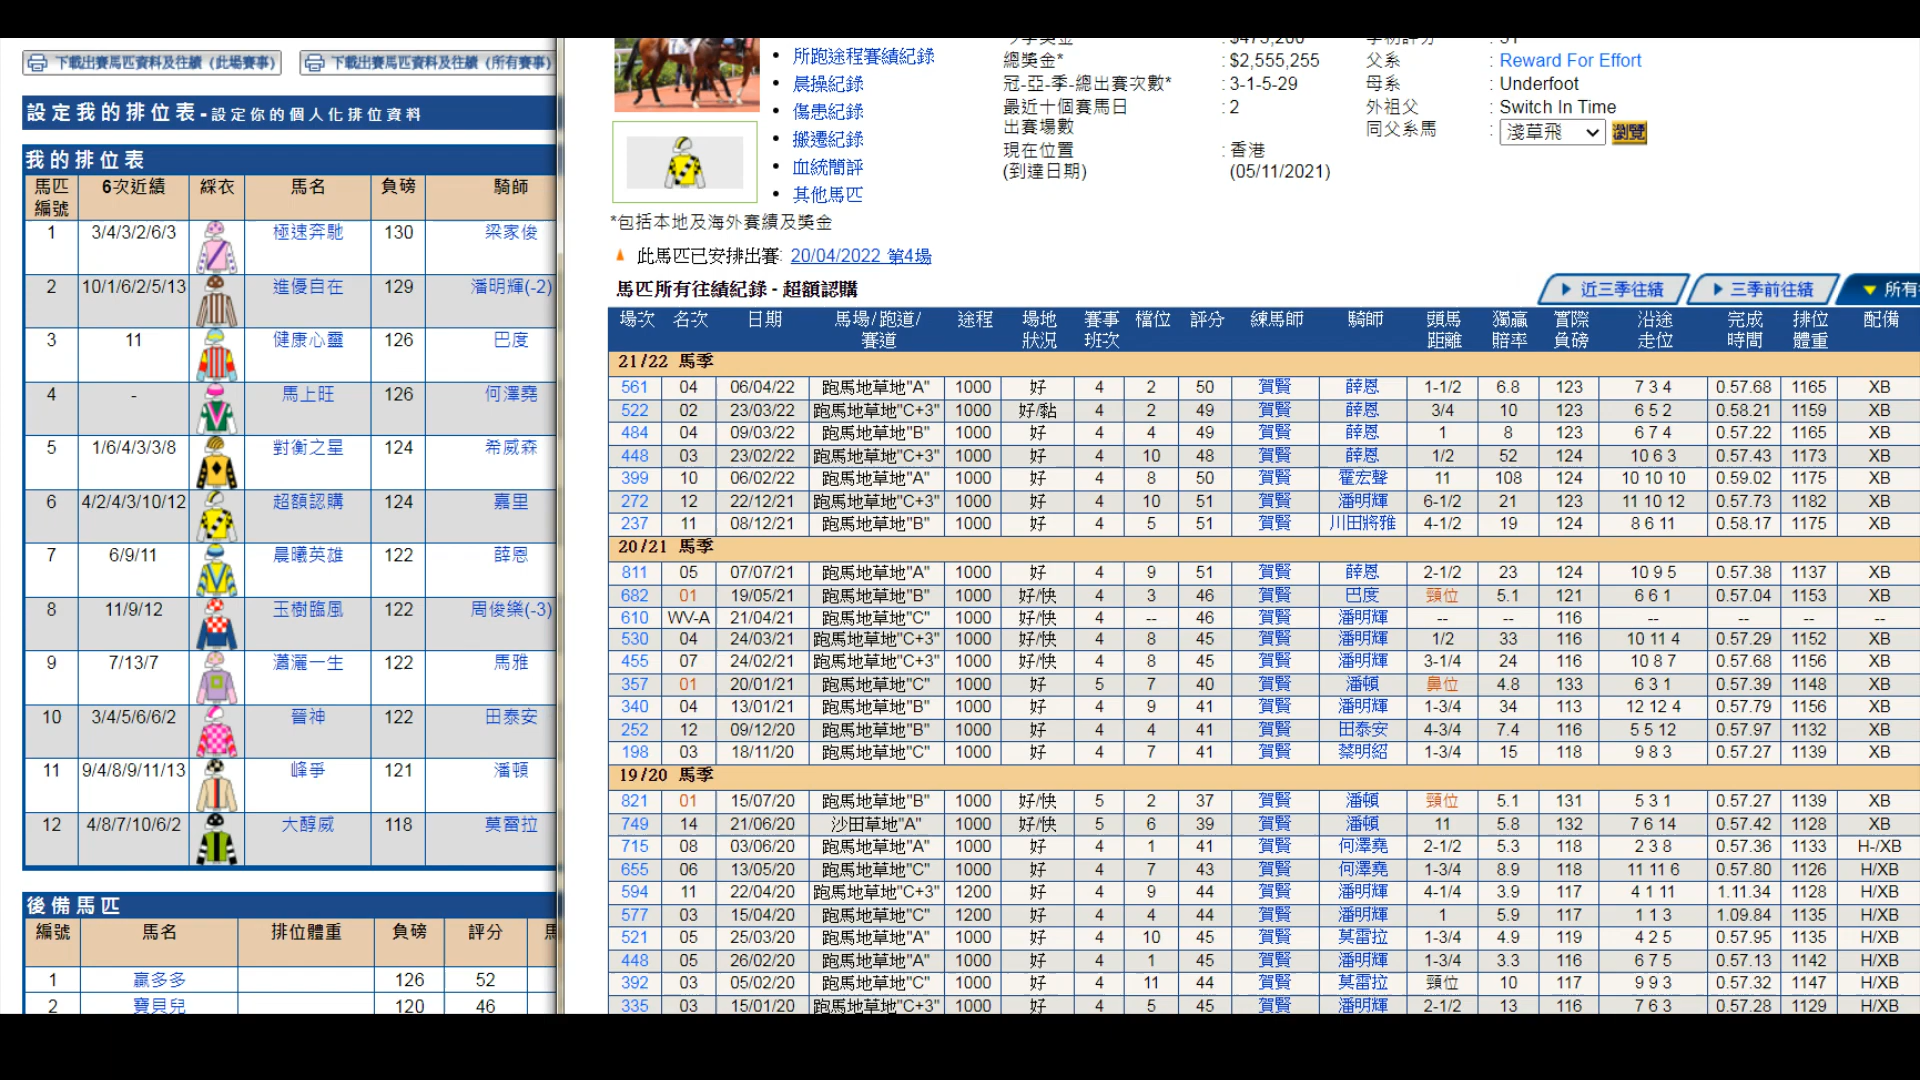 下載出賽馬匹資料及往績 (此場賽事)
下載出賽馬匹資料及往績 (所有賽事)
設定我的排位表 - 設定你的個人化排位資料
我的排位表
馬匹編號 6次近績 綵衣 馬名 負磅 騎師
1 3/4/3/2/6/3 極速奔馳 130 梁家俊
2 10/1/6/2/5/13 進優自在 129 潘明輝(-2)
3 11 健康心靈 126 巴度
4 - 馬上旺 126 何澤堯
5 1/6/4/3/3/8 對衡之星 124 希威森
6 4/2/4/3/10/12 超額認購 124 嘉里
7 6/9/11 晨曦英雄 122 薛恩
8 11/9/12 玉樹臨風 122 周俊樂(-3)
9 7/13/7 瀟灑一生 122 馬雅
10 3/4/5/6/6/2 晉神 122 田泰安
11 9/4/8/9/11/13 峰爭 121 潘頓
12 4/8/7/10/6/2 大醇威 118 莫雷拉
後備馬匹
編號 馬名 排位體重 負磅 評分
1 贏多多 126 52
2 寶貝兒 120 46
• 所跑途程賽績紀錄
• 晨操紀錄
• 傷患紀錄
• 搬遷紀錄
• 血統簡評
• 其他馬匹
總獎金* : $2,555,255
冠-亞-季-總出賽次數* : 3-1-5-29
最近十個賽馬日出賽場數 : 2
現在位置 (到達日期) : 香港 (05/11/2021)
父系 : Reward For Effort
母系 : Underfoot
外祖父 : Switch In Time
同父系馬 : 淺草飛 瀏覽
*包括本地及海外賽績及獎金
此馬匹已安排出賽: 20/04/2022 第4場
馬匹所有往績紀錄 - 超額認購
近三季往績 三季前往績 所有
場次 名次 日期 馬場/跑道/賽道 途程 場地狀況 賽事班次 檔位 評分 練馬師 騎師 頭馬距離 獨贏賠率 實際負磅 沿途走位 完成時間 排位體重 配備
21/22 馬季
561 04 06/04/22 跑馬地草地"A" 1000 好 4 2 50 賀賢 薛恩 1-1/2 6.8 123 7 3 4 0.57.68 1165 XB
522 02 23/03/22 跑馬地草地"C+3" 1000 好/黏 4 2 49 賀賢 薛恩 3/4 10 123 6 5 2 0.58.21 1159 XB
484 04 09/03/22 跑馬地草地"B" 1000 好 4 4 49 賀賢 薛恩 1 8 123 6 7 4 0.57.22 1165 XB
448 03 23/02/22 跑馬地草地"C+3" 1000 好 4 10 48 賀賢 薛恩 1/2 52 124 10 6 3 0.57.43 1173 XB
399 10 06/02/22 跑馬地草地"A" 1000 好 4 8 50 賀賢 霍宏聲 11 108 124 10 10 10 0.59.02 1175 XB
272 12 22/12/21 跑馬地草地"C+3" 1000 好 4 10 51 賀賢 潘明輝 6-1/2 21 123 11 10 12 0.57.73 1182 XB
237 11 08/12/21 跑馬地草地"B" 1000 好 4 5 51 賀賢 川田將雅 4-1/2 19 124 8 6 11 0.58.17 1175 XB
20/21 馬季
811 05 07/07/21 跑馬地草地"A" 1000 好 4 9 51 賀賢 薛恩 2-1/2 23 124 10 9 5 0.57.38 1137 XB
682 01 19/05/21 跑馬地草地"B" 1000 好/快 4 3 46 賀賢 巴度 頸位 5.1 121 6 6 1 0.57.04 1153 XB
610 WV-A 21/04/21 跑馬地草地"C" 1000 好/快 4 -- 46 賀賢 潘明輝 -- -- 116 -- -- -- --
530 04 24/03/21 跑馬地草地"C+3" 1000 好/快 4 8 45 賀賢 潘明輝 1/2 33 116 10 11 4 0.57.29 1152 XB
455 07 24/02/21 跑馬地草地"C+3" 1000 好/快 4 8 45 賀賢 潘明輝 3-1/4 24 116 10 8 7 0.57.68 1156 XB
357 01 20/01/21 跑馬地草地"C" 1000 好 5 7 40 賀賢 潘頓 鼻位 4.8 133 6 3 1 0.57.39 1148 XB
340 04 13/01/21 跑馬地草地"B" 1000 好 4 9 41 賀賢 潘明輝 1-3/4 34 113 12 12 4 0.57.79 1156 XB
252 12 09/12/20 跑馬地草地"B" 1000 好 4 4 41 賀賢 田泰安 4-3/4 7.4 116 5 5 12 0.57.97 1132 XB
198 03 18/11/20 跑馬地草地"C" 1000 好 4 7 41 賀賢 蔡明紹 1-3/4 15 118 9 8 3 0.57.27 1139 XB
19/20 馬季
821 01 15/07/20 跑馬地草地"B" 1000 好/快 5 2 37 賀賢 潘頓 頸位 5.1 131 5 3 1 0.57.27 1139 XB
749 14 21/06/20 沙田草地"A" 1000 好/快 5 6 39 賀賢 潘頓 11 5.8 132 7 6 14 0.57.42 1128 XB
715 08 03/06/20 跑馬地草地"A" 1000 好 4 1 41 賀賢 何澤堯 2-1/2 5.3 118 2 3 8 0.57.36 1133 H-/XB
655 06 13/05/20 跑馬地草地"C" 1000 好 4 7 43 賀賢 何澤堯 1-3/4 8.9 118 11 11 6 0.57.80 1126 H/XB
594 11 22/04/20 跑馬地草地"C+3" 1200 好 4 9 44 賀賢 潘明輝 4-1/4 3.9 117 4 1 11 1.11.34 1128 H/XB
577 03 15/04/20 跑馬地草地"C" 1200 好 4 4 44 賀賢 潘明輝 1 5.9 117 1 1 3 1.09.84 1135 H/XB
521 05 25/03/20 跑馬地草地"A" 1000 好 4 10 45 賀賢 莫雷拉 1-3/4 4.9 119 4 2 5 0.57.95 1135 H/XB
448 05 26/02/20 跑馬地草地"A" 1000 好 4 1 45 賀賢 潘明輝 1-3/4 3.3 116 6 7 5 0.57.13 1142 H/XB
392 03 05/02/20 跑馬地草地"C" 1000 好 4 11 44 賀賢 莫雷拉 頸位 10 117 9 9 3 0.57.32 1147 H/XB
335 03 15/01/20 跑馬地草地"C+3" 1000 好 4 5 45 賀賢 潘明輝 2-1/2 13 116 7 6 3 0.57.28 1129 H/XB